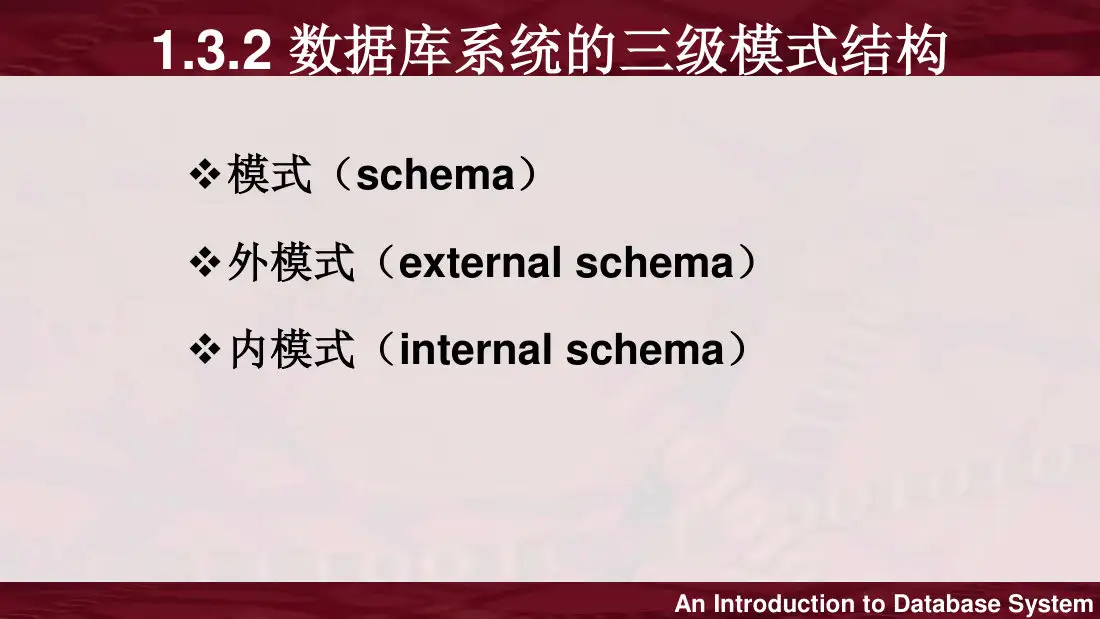 1.3.2 数据库系统的三级模式结构
❖模式（schema）
❖外模式（external schema）
❖内模式（internal schema）
An Introduction to Database System